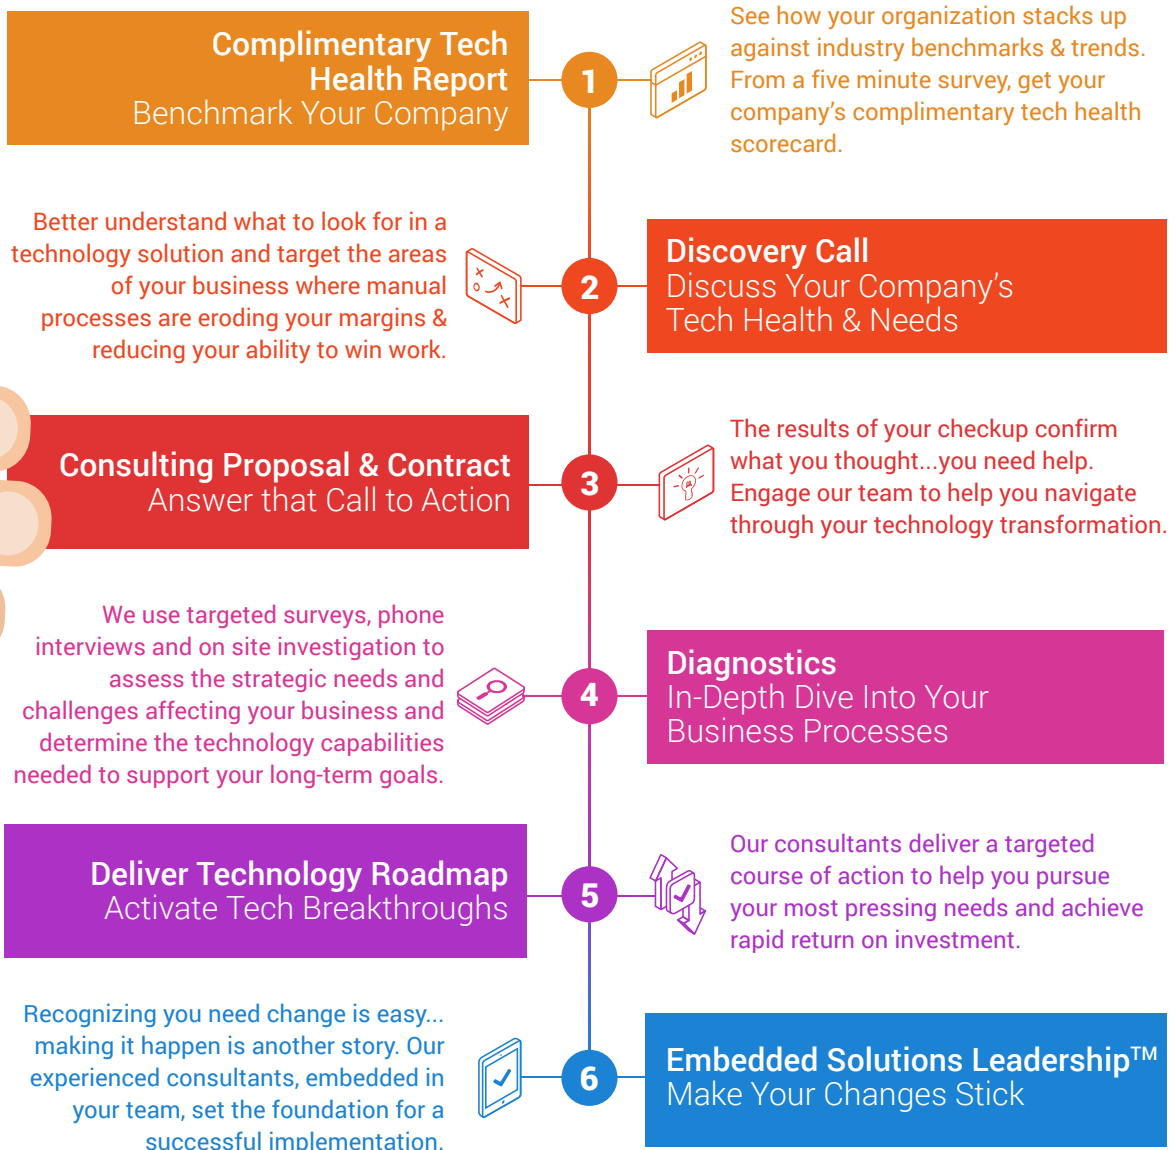 Complimentary Tech
Health Report
Benchmark Your Company
1
See how your organization stacks up
against industry benchmarks & trends.
From a five minute survey, get your
company’s complimentary tech health
scorecard.
Better understand what to look for in a
technology solution and target the areas
of your business where manual
processes are eroding your margins &
reducing your ability to win work.
2
Discovery Call
Discuss Your Company’s
Tech Health & Needs
Consulting Proposal & Contract
Answer that Call to Action
3
The results of your checkup confirm
what you thought...you need help.
Engage our team to help you navigate
through your technology transformation.
We use targeted surveys, phone
interviews and on site investigation to
assess the strategic needs and
challenges affecting your business and
determine the technology capabilities
needed to support your long-term goals.
4
Diagnostics
In-Depth Dive Into Your
Business Processes
Deliver Technology Roadmap
Activate Tech Breakthroughs
5
Our consultants deliver a targeted
course of action to help you pursue
your most pressing needs and achieve
rapid return on investment.
Recognizing you need change is easy...
making it happen is another story. Our
experienced consultants, embedded in
your team, set the foundation for a
successful implementation.
6
Embedded Solutions Leadership™
Make Your Changes Stick